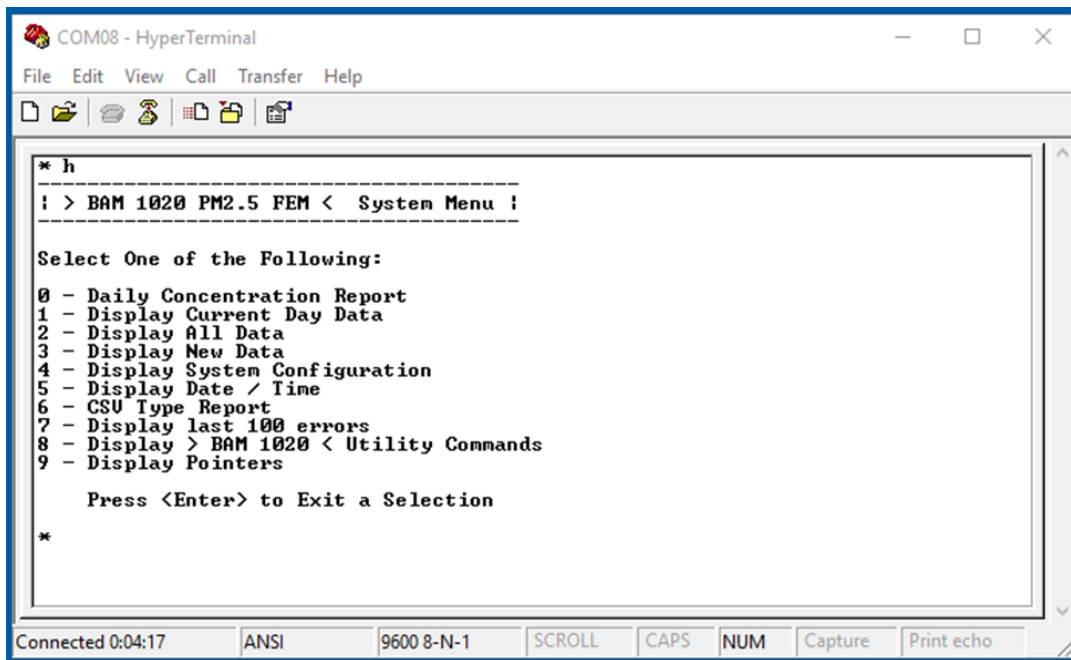 COM08 - HyperTerminal
File Edit View Call Transfer Help
* h
----------------------------------------
¦ > BAM 1020 PM2.5 FEM <  System Menu ¦
----------------------------------------
Select One of the Following:
0 - Daily Concentration Report
1 - Display Current Day Data
2 - Display All Data
3 - Display New Data
4 - Display System Configuration
5 - Display Date / Time
6 - CSV Type Report
7 - Display last 100 errors
8 - Display > BAM 1020 < Utility Commands
9 - Display Pointers
Press <Enter> to Exit a Selection
*
Connected 0:04:17 ANSI 9600 8-N-1 SCROLL CAPS NUM Capture Print echo